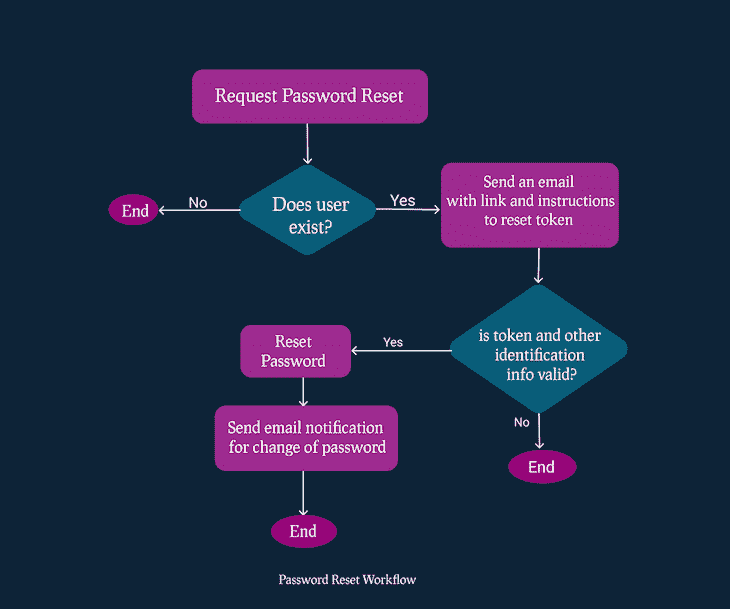 Request Password Reset
Does user
exist?
No
End
Yes
Send an email
with link and instructions
to reset token
is token and other
identification
info valid?
Yes
Reset
Password
No
End
Send email notification
for change of password
End
Password Reset Workflow